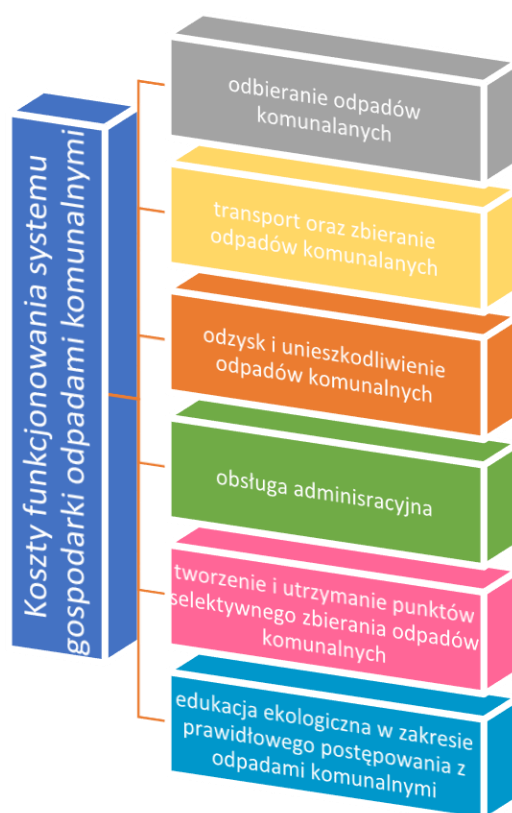 Koszty funkcjonowania systemu
gospodarki odpadami komunalnymi
odbieranie odpadów
komunalanych
transport oraz zbieranie
odpadów komunalanych
odzysk i unieszkodliwienie
odpadów komunalnych
obsługa adminisracyjna
tworzenie i utrzymanie punktów
selektywnego zbierania odpadów
komunalnych
edukacja ekologiczna w zakresie
prawidłowego postępowania z
odpadami komunalnymi